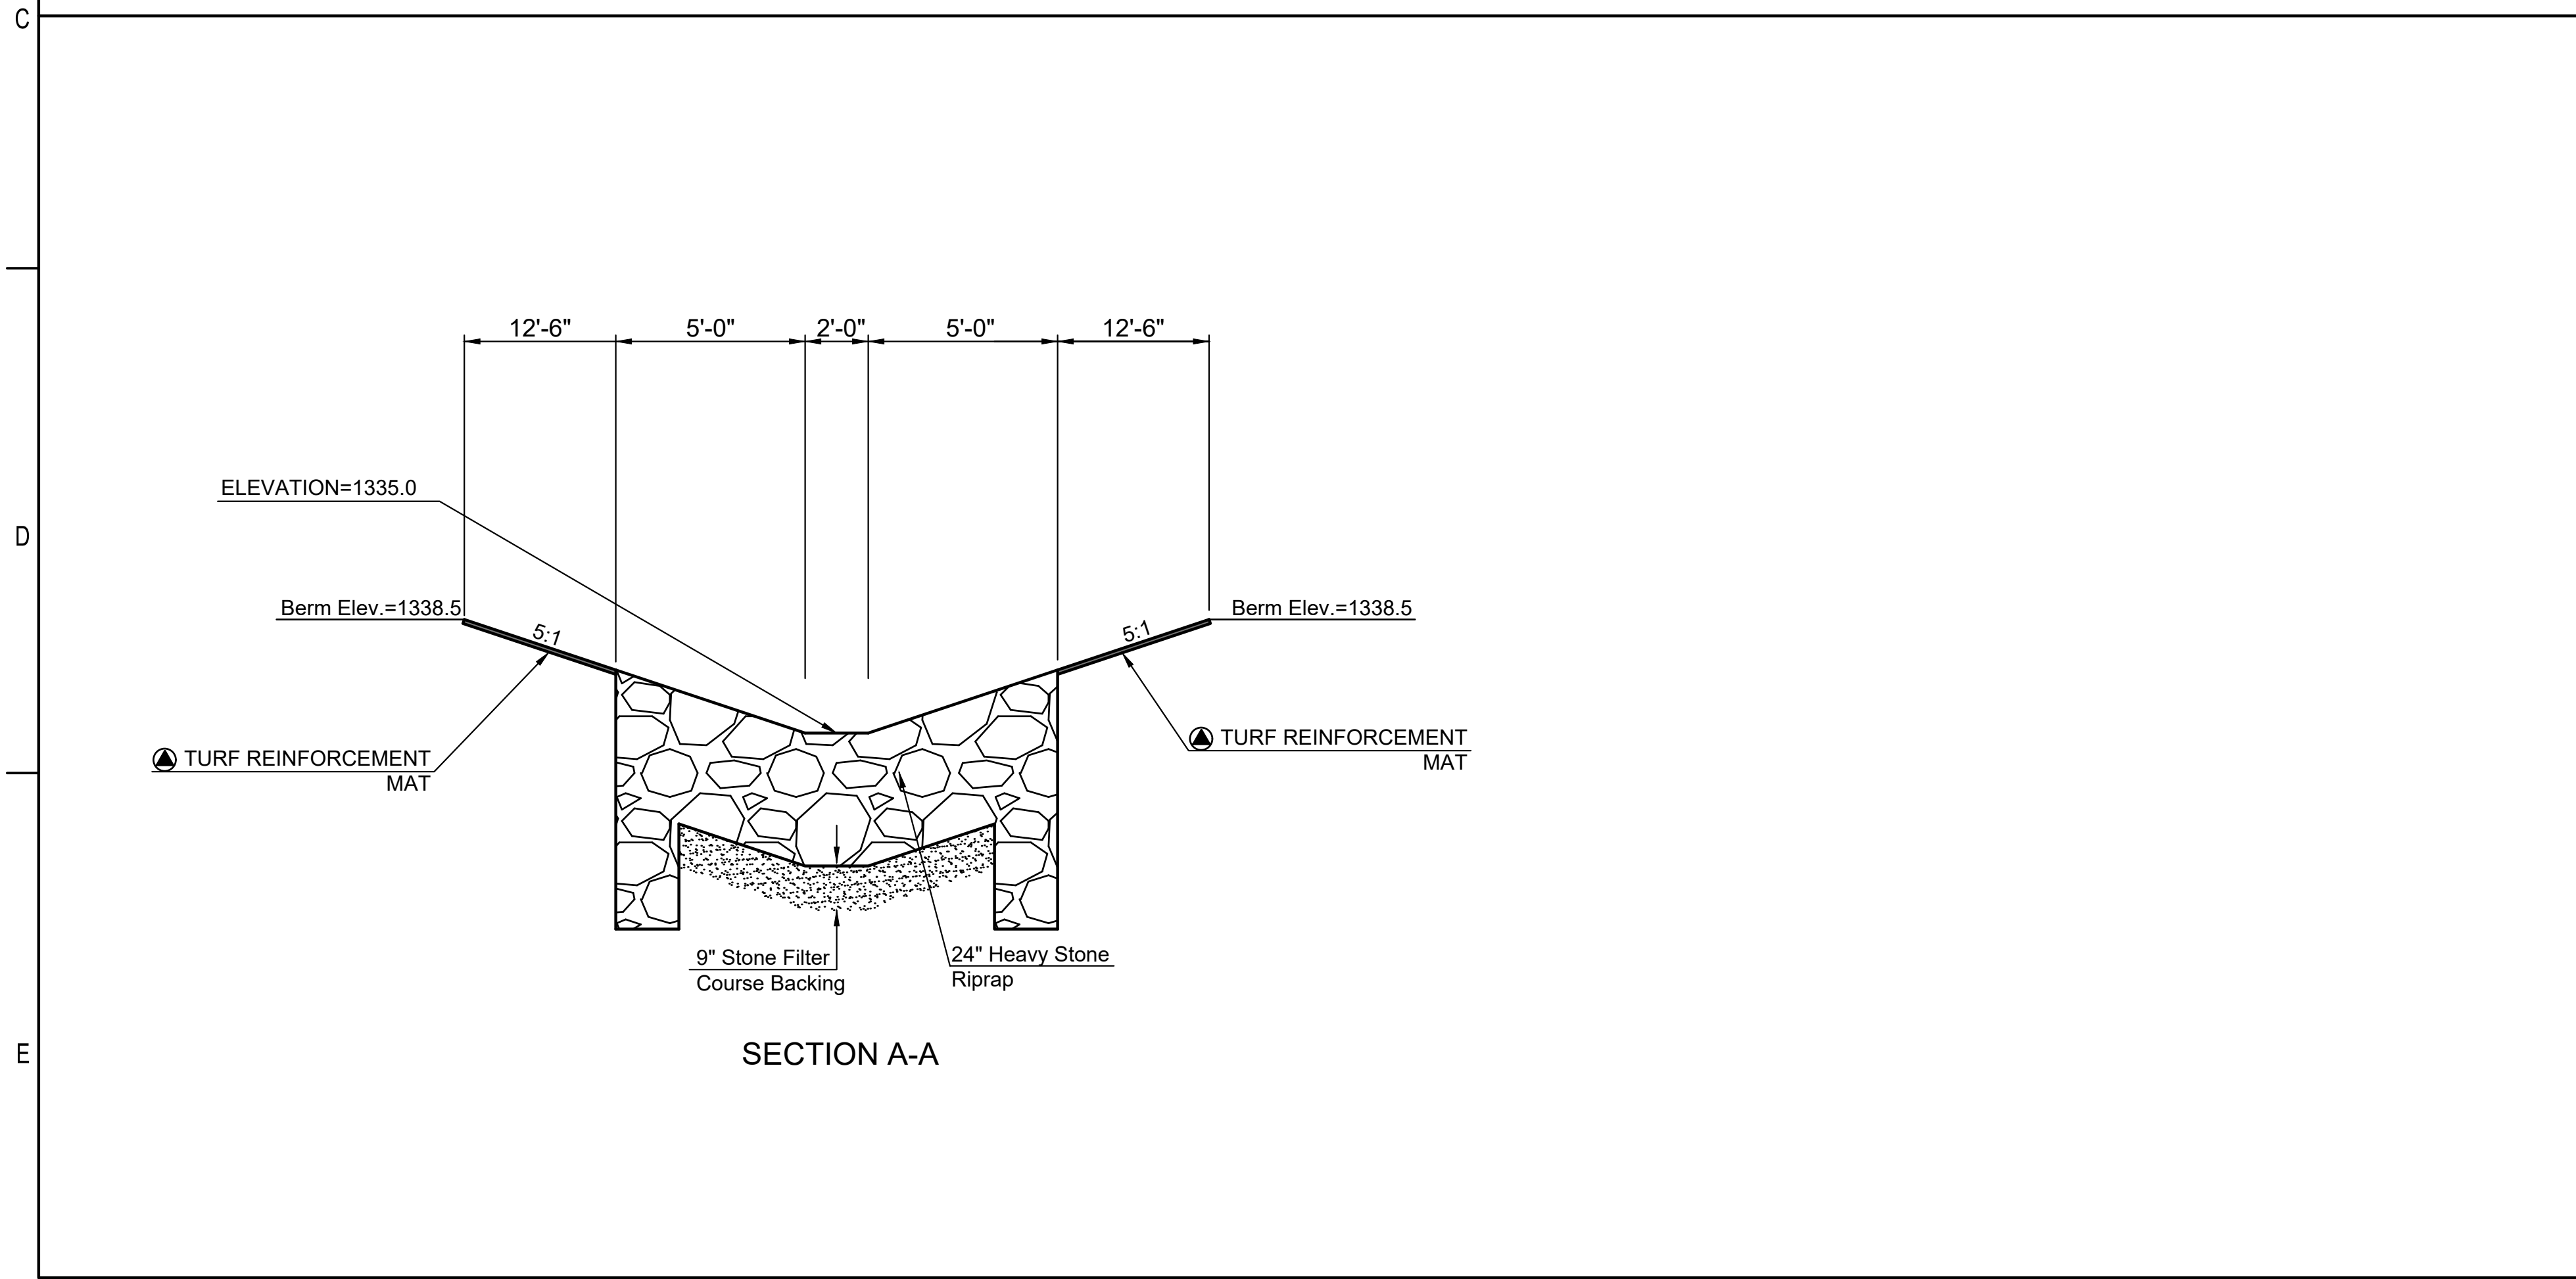 C
12'-6" 5'-0" 2'-0" 5'-0" 12'-6"
ELEVATION=1335.0
D
Berm Elev.=1338.5
5:1
5:1
Berm Elev.=1338.5
TURF REINFORCEMENT
MAT
TURF REINFORCEMENT
MAT
9" Stone Filter
Course Backing
24" Heavy Stone
Riprap
SECTION A-A
E